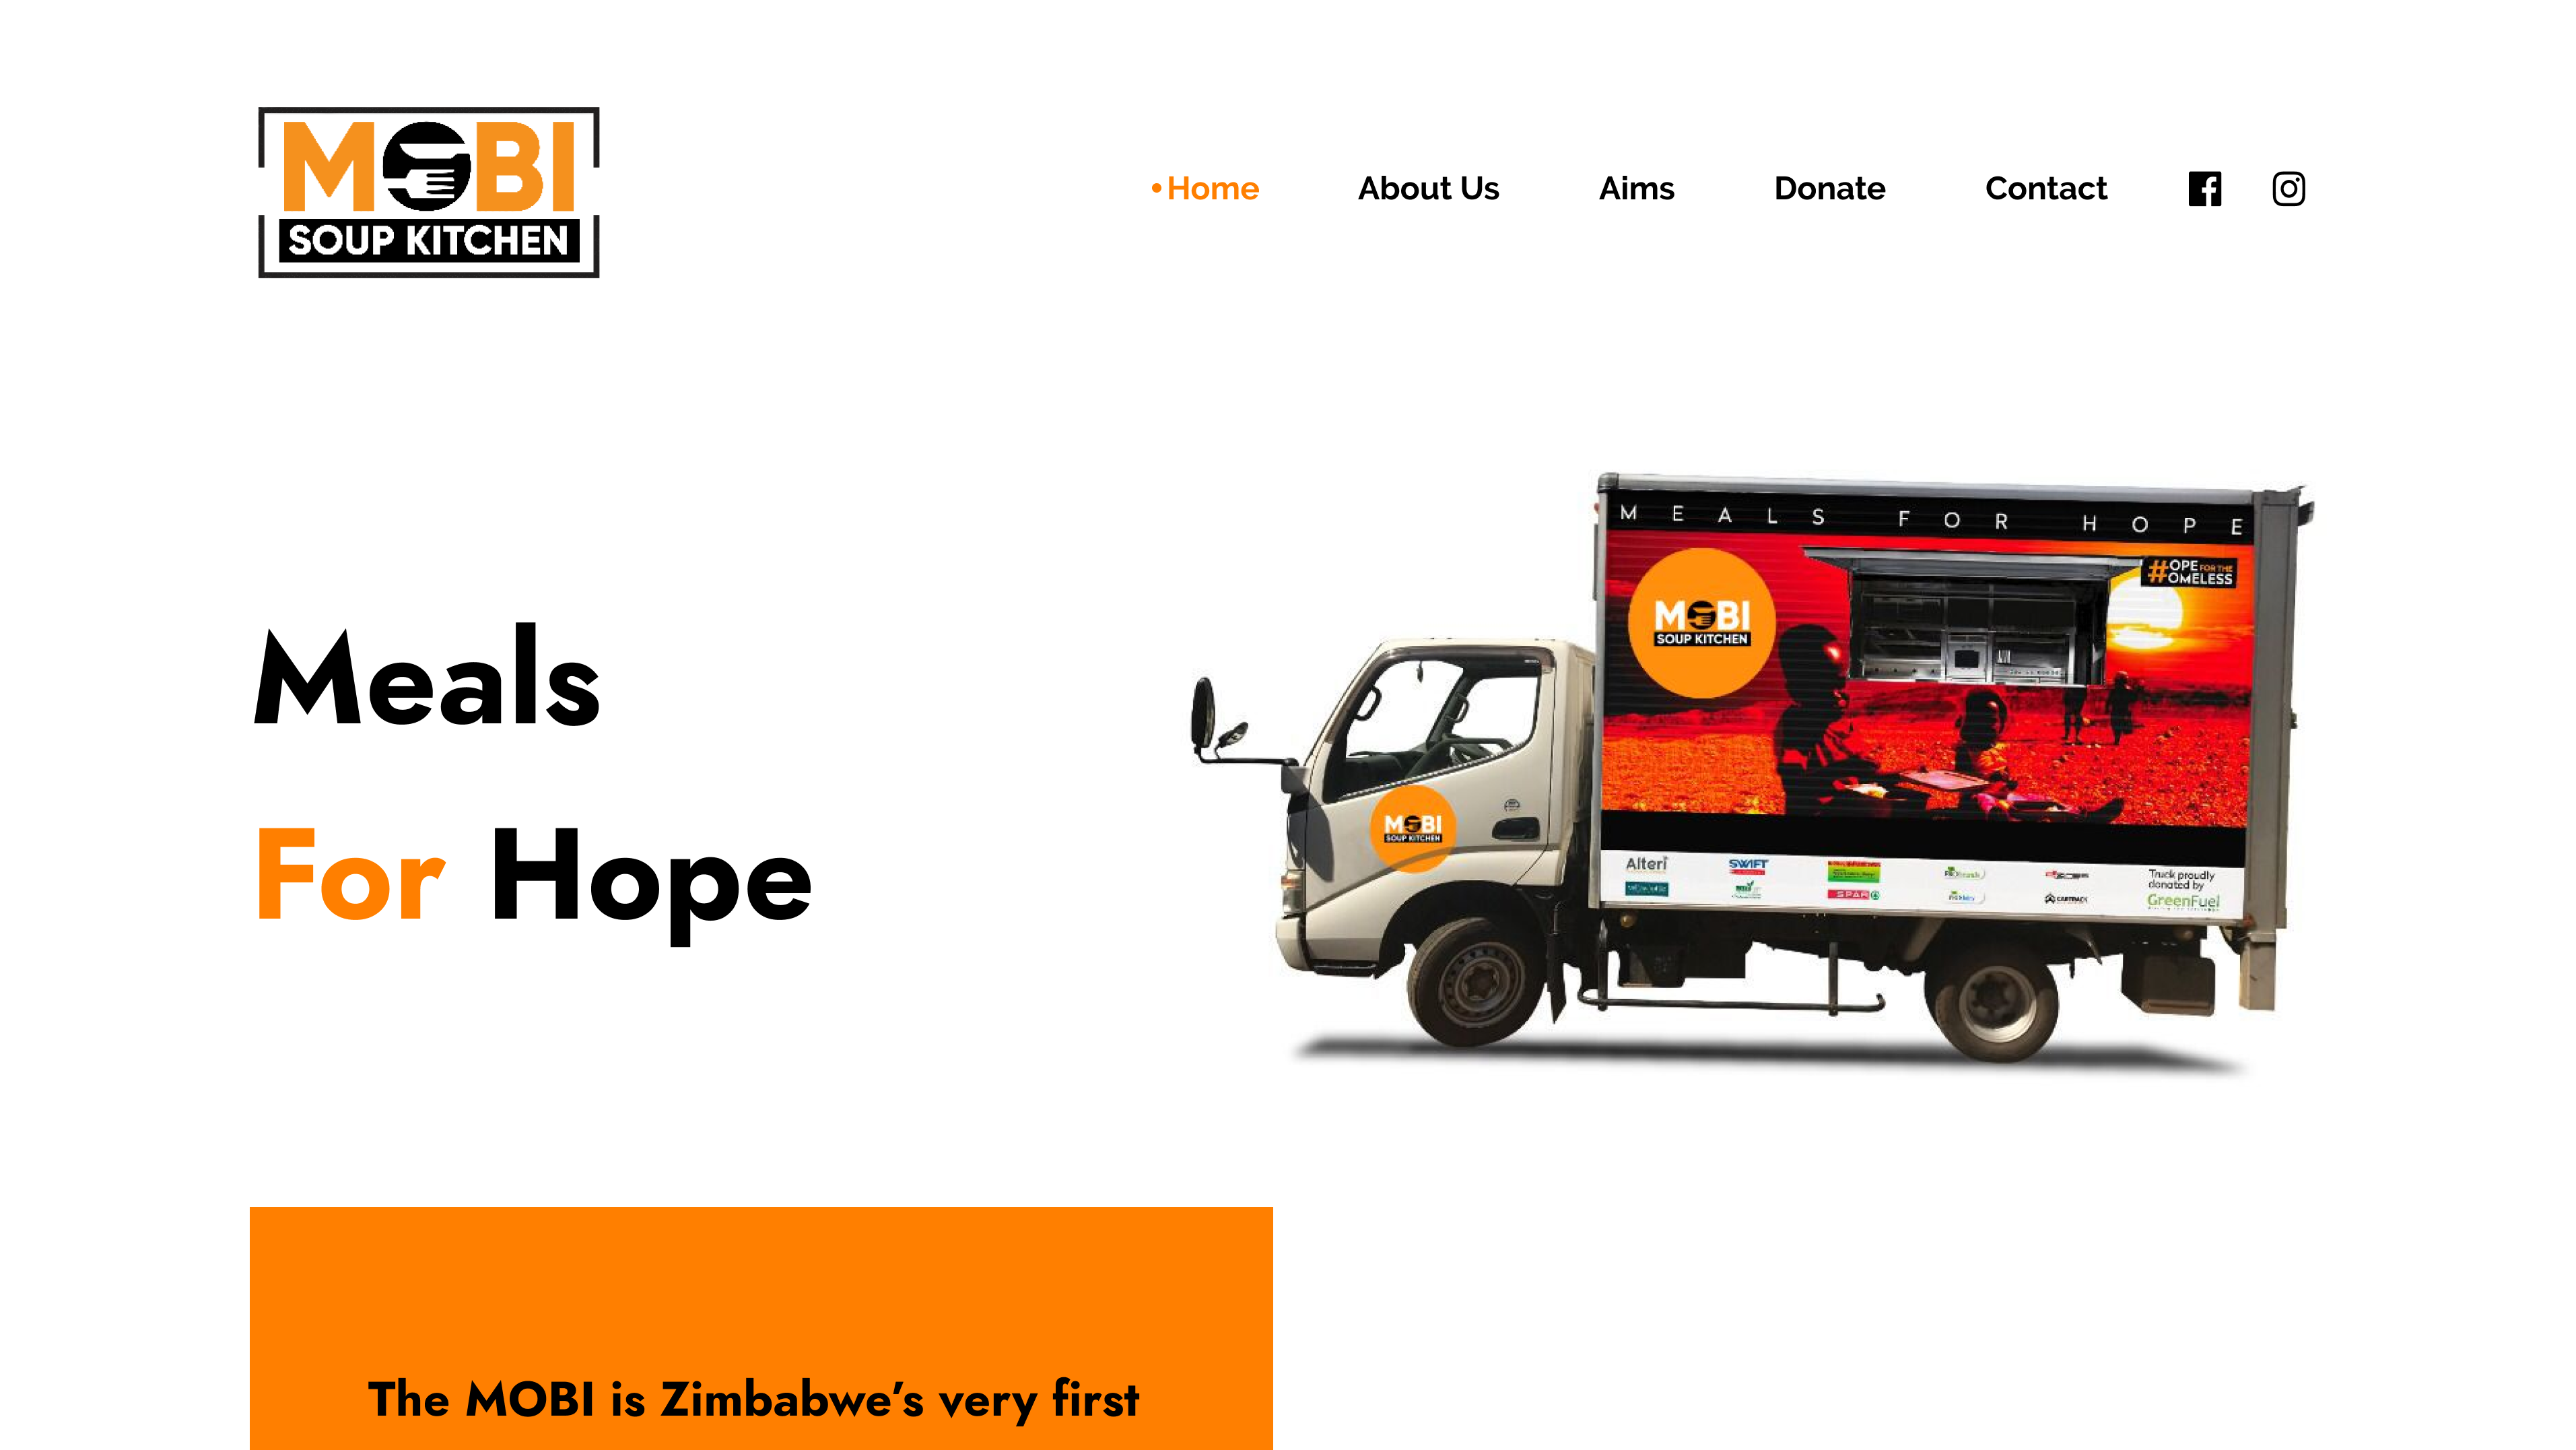 MOBI
SOUP KITCHEN
Home
About Us
Aims
Donate
Contact
Meals
For Hope
MEALS FOR HOPE
#OPE FOR THE
OMELESS
MOBI
SOUP KITCHEN
MOBI
SOUP KITCHEN
Alteri
SWIFT
SPAR
CARTRACK
Truck proudly
donated by
GreenFuel
The MOBI is Zimbabwe’s very first